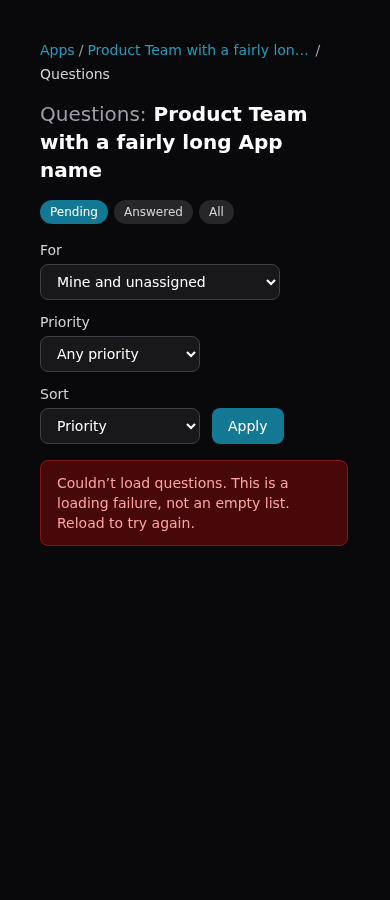 Apps / Product Team with a fairly lon… /
Questions
Questions: Product Team
with a fairly long App
name
Pending Answered All
For
Mine and unassigned
Priority
Any priority
Sort
Priority Apply
Couldn’t load questions. This is a
loading failure, not an empty list.
Reload to try again.